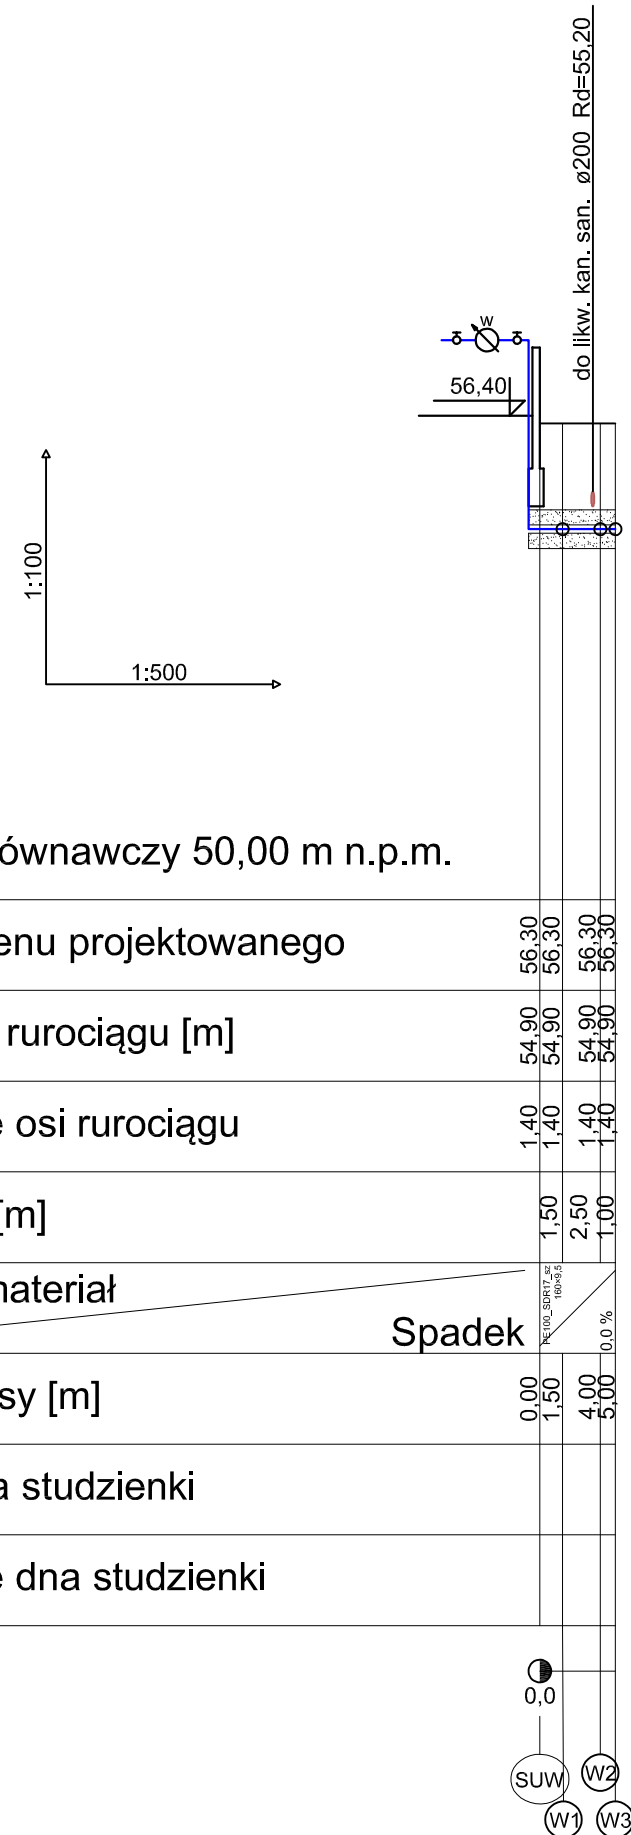 do likw. kan. san. ø200 Rd=55,20
w
56,40
1:100
1:500
ównawczy 50,00 m n.p.m.
enu projektowanego
56,30 56,30 56,30 56,30
rurociągu [m]
54,90 54,90 54,90 54,90
e osi rurociągu
1,40 1,40 1,40 1,40
[m]
1,50 2,50 1,00
materiał
Spadek
PE100_SDR17_sz
160×9,5
0,0 %
sy [m]
0,00 1,50 4,00 5,00
a studzienki
e dna studzienki
0,0
SUW W2
W1 W3